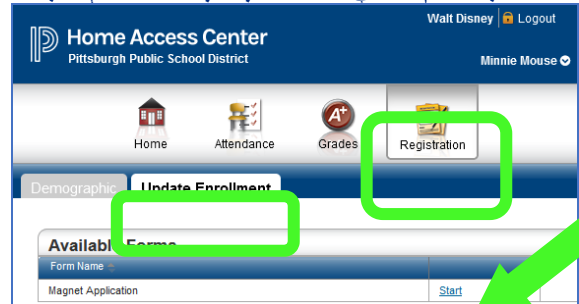 Walt Disney Logout
Home Access Center
Pittsburgh Public School District
Minnie Mouse
A+
Home Attendance Grades Registration
Demographic Update Enrollment
Available Forms
Form Name
Magnet Application Start